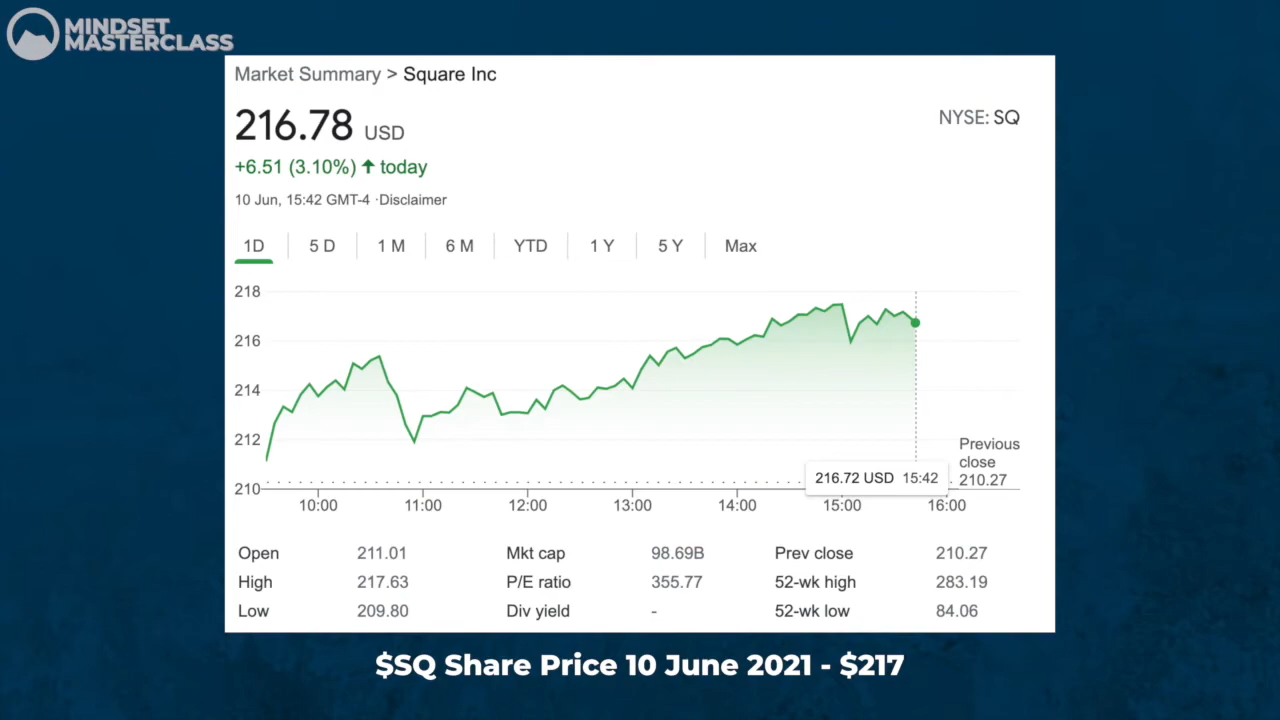 MINDSET
MASTERCLASS
Market Summary > Square Inc
216.78 USD
NYSE: SQ
+6.51 (3.10%) ↑ today
10 Jun, 15:42 GMT-4 ·Disclaimer
1D 5 D 1 M 6 M YTD 1 Y 5 Y Max
218
216
214
212
210
Previous
close
210.27
216.72 USD 15:42
10:00 11:00 12:00 13:00 14:00 15:00 16:00
Open 211.01 Mkt cap 98.69B Prev close 210.27
High 217.63 P/E ratio 355.77 52-wk high 283.19
Low 209.80 Div yield - 52-wk low 84.06
$SQ Share Price 10 June 2021 - $217